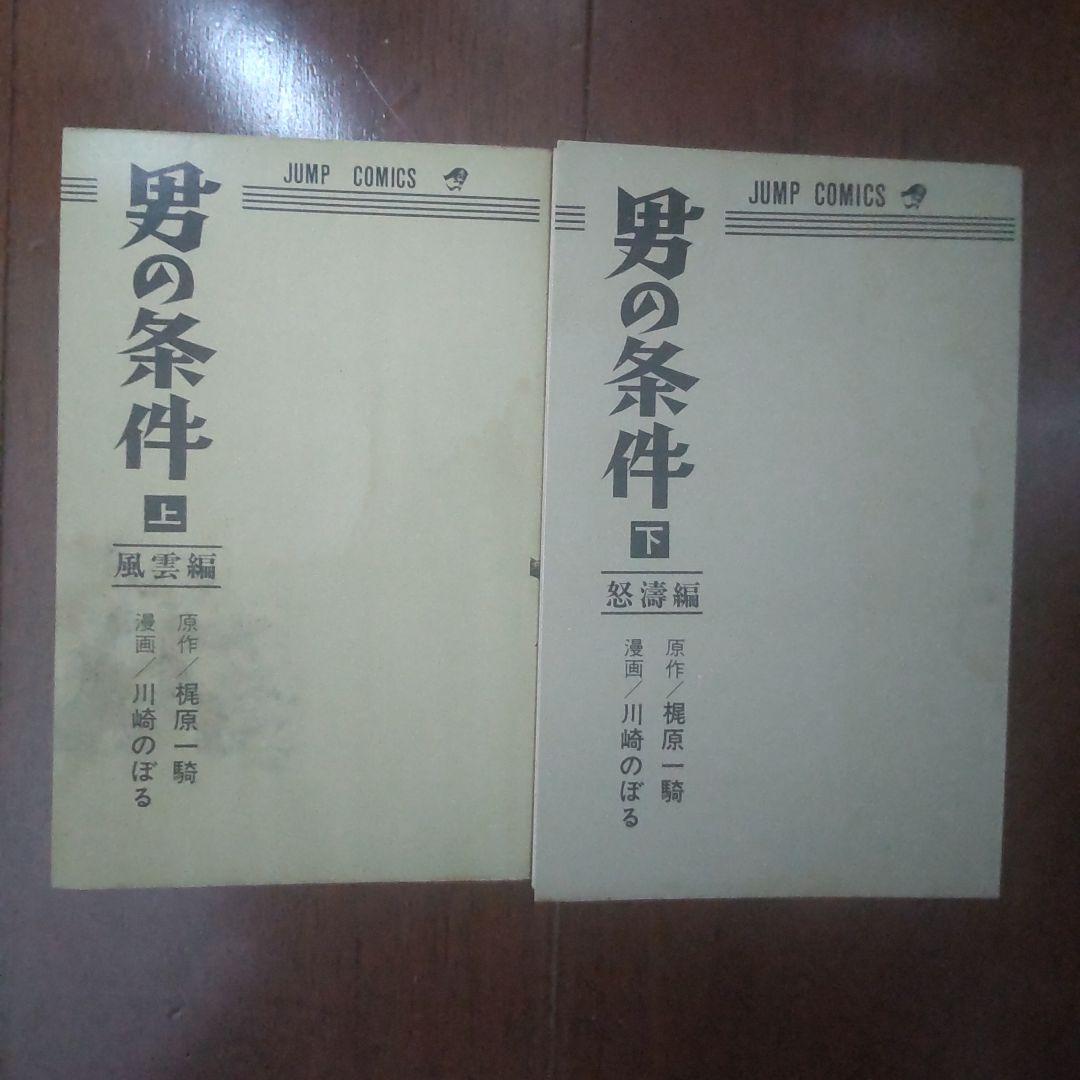 JUMP COMICS
男の条件
上
風雲編
原作/梶原一騎
漫画/川崎のぼる
JUMP COMICS
男の条件
下
怒濤編
原作/梶原一騎
漫画/川崎のぼる